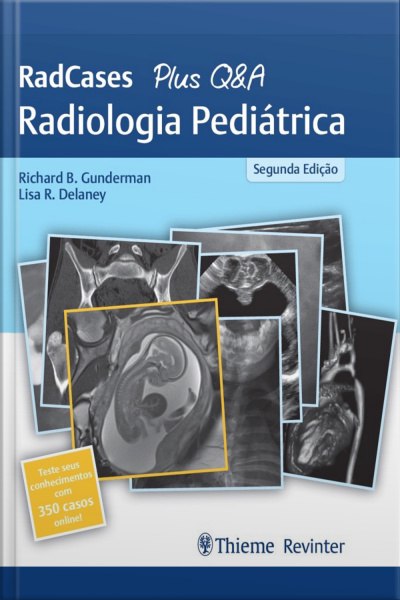 RadCases Plus Q&A
Radiologia Pediátrica
Segunda Edição
Richard B. Gunderman
Lisa R. Delaney
Teste seus
conhecimentos
com
350 casos
online!
Thieme Revinter